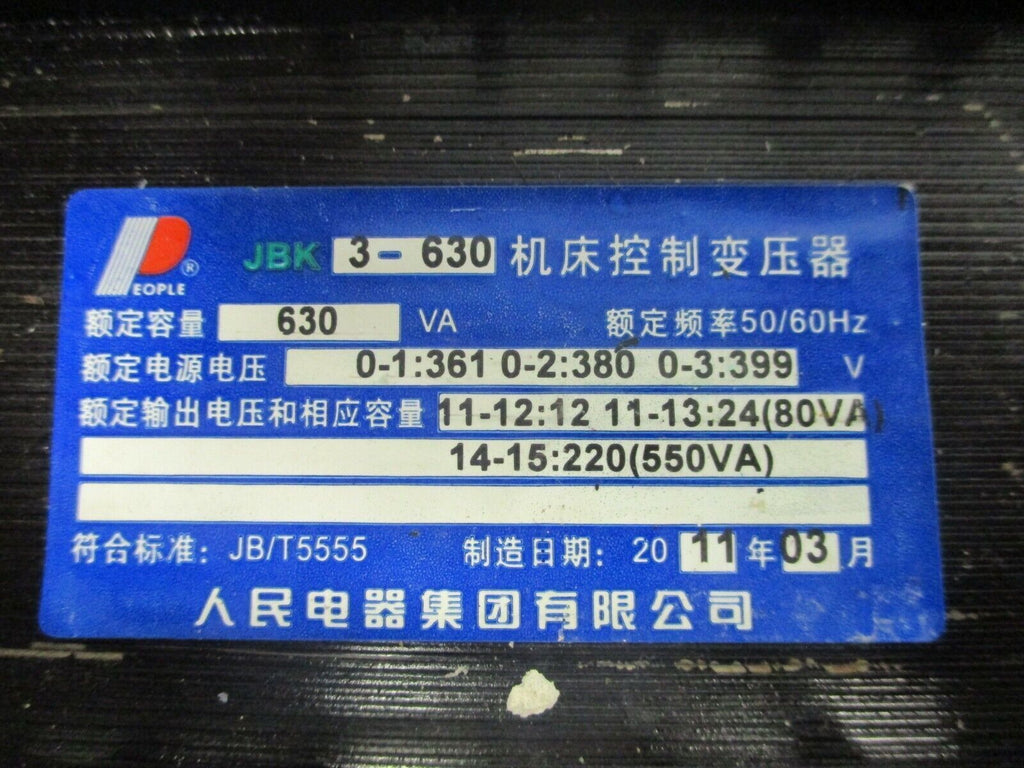 PEOPLE ®
JBK 3-630 机床控制变压器
额定容量 630 VA 额定频率50/60Hz
额定电源电压 0-1:361 0-2:380 0-3:399 V
额定输出电压和相应容量 11-12:12 11-13:24(80VA)
14-15:220(550VA)
符合标准: JB/T5555 制造日期: 20 11 年 03 月
人民电器集团有限公司